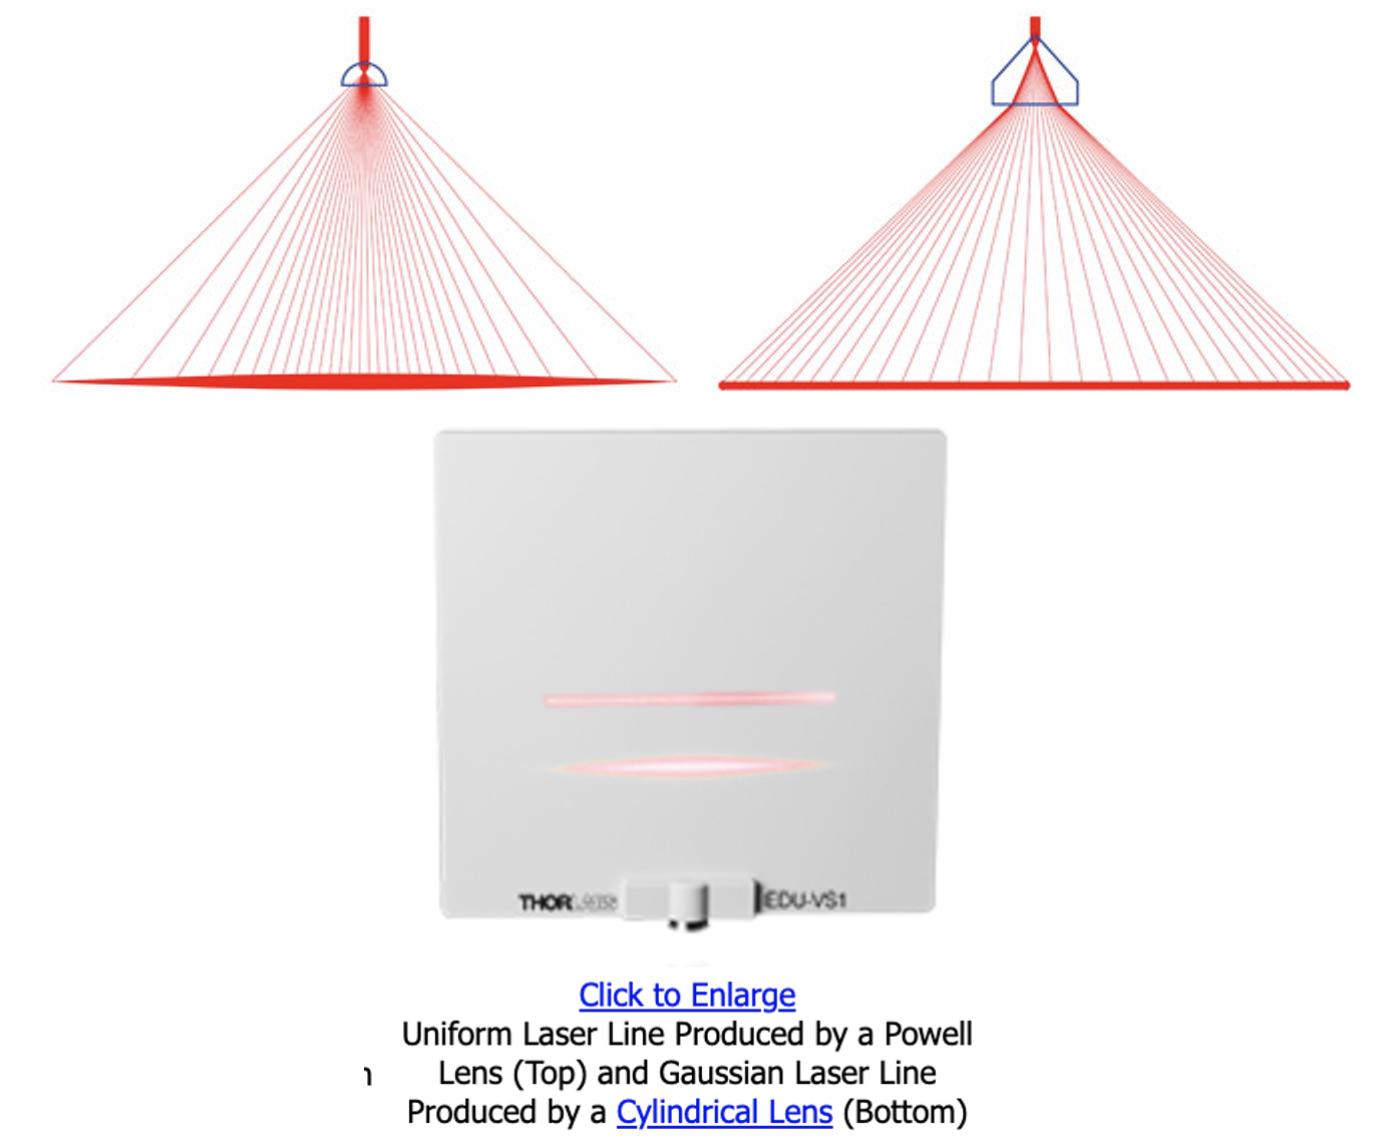 THORLABS EDU-VS1
Click to Enlarge
Uniform Laser Line Produced by a Powell
n Lens (Top) and Gaussian Laser Line
Produced by a Cylindrical Lens (Bottom)